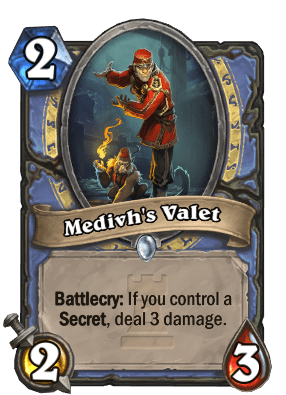 2
Medivh's Valet
Battlecry: If you control a
Secret, deal 3 damage.
2
3